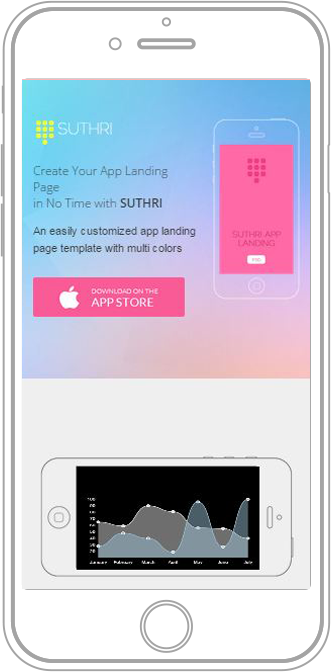 SUTHRI
Create Your App Landing
Page
in No Time with SUTHRI
An easily customized app landing
page template with multi colors
DOWNLOAD ON THE
APP STORE
SUTHRI APP
LANDING
January February March April May June July